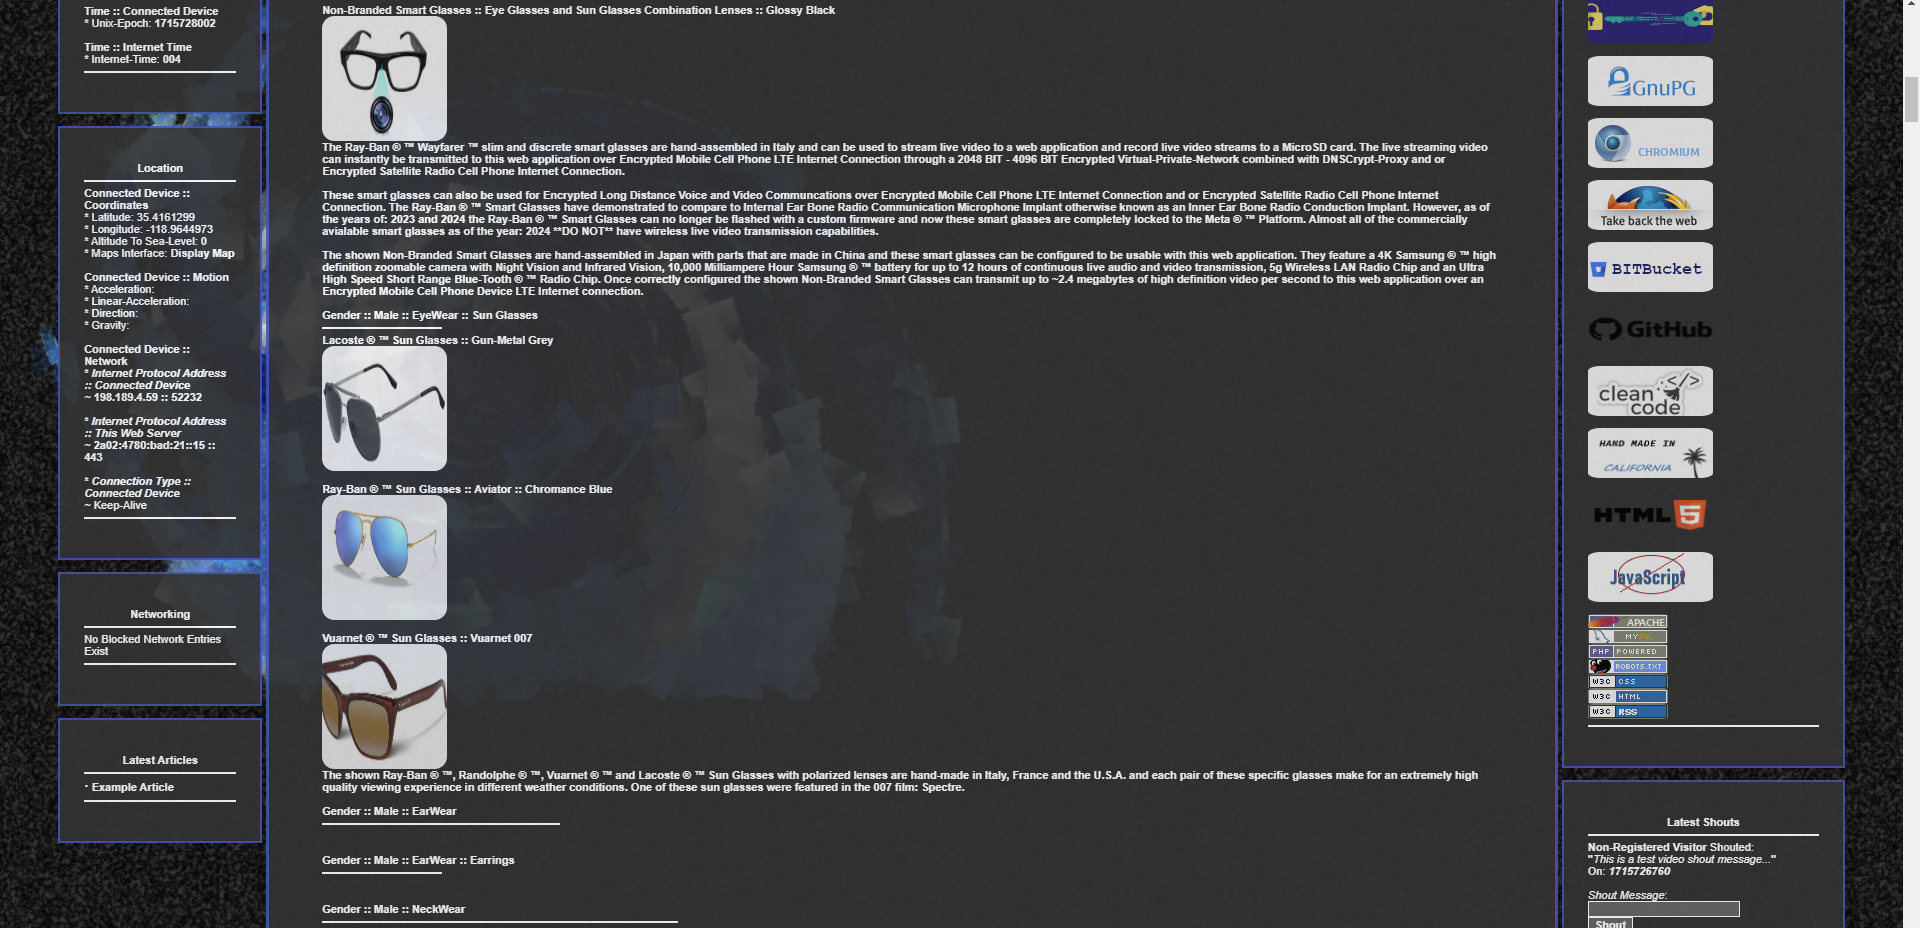 Time :: Connected Device
* Unix-Epoch: 1715728002
Time :: Internet Time
* Internet-Time: 004
Location
Connected Device ::
Coordinates
* Latitude: 35.4161299
* Longitude: -118.9644973
* Altitude To Sea-Level: 0
* Maps Interface: Display Map
Connected Device :: Motion
* Acceleration:
* Linear-Acceleration:
* Direction:
* Gravity:
Connected Device ::
Network
* Internet Protocol Address
:: Connected Device
~ 198.189.4.59 :: 52232
* Internet Protocol Address
:: This Web Server
~ 2a02:4780:bad:21::15 ::
443
* Connection Type ::
Connected Device
~ Keep-Alive
Networking
No Blocked Network Entries
Exist
Latest Articles
· Example Article
Non-Branded Smart Glasses :: Eye Glasses and Sun Glasses Combination Lenses :: Glossy Black
The Ray-Ban ® ™ Wayfarer ™ slim and discrete smart glasses are hand-assembled in Italy and can be used to stream live video to a web application and record live video streams to a MicroSD card. The live streaming video
can instantly be transmitted to this web application over Encrypted Mobile Cell Phone LTE Internet Connection through a 2048 BIT - 4096 BIT Encrypted Virtual-Private-Network combined with DNSCrypt-Proxy and or
Encrypted Satellite Radio Cell Phone Internet Connection.
These smart glasses can also be used for Encrypted Long Distance Voice and Video Communcations over Encrypted Mobile Cell Phone LTE Internet Connection and or Encrypted Satellite Radio Cell Phone Internet
Connection. The Ray-Ban ® ™ Smart Glasses have demonstrated to compare to Internal Ear Bone Radio Communication Microphone Implant otherwise known as an Inner Ear Bone Radio Conduction Implant. However, as of
the years of: 2023 and 2024 the Ray-Ban ® ™ Smart Glasses can no longer be flashed with a custom firmware and now these smart glasses are completely locked to the Meta ® ™ Platform. Almost all of the commercially
avialable smart glasses as of the year: 2024 **DO NOT** have wireless live video transmission capabilities.
The shown Non-Branded Smart Glasses are hand-assembled in Japan with parts that are made in China and these smart glasses can be configured to be usable with this web application. They feature a 4K Samsung ® ™ high
definition zoomable camera with Night Vision and Infrared Vision, 10,000 Milliampere Hour Samsung ® ™ battery for up to 12 hours of continuous live audio and video transmission, 5g Wireless LAN Radio Chip and an Ultra
High Speed Short Range Blue-Tooth ® ™ Radio Chip. Once correctly configured the shown Non-Branded Smart Glasses can transmit up to ~2.4 megabytes of high definition video per second to this web application over an
Encrypted Mobile Cell Phone Device LTE Internet connection.
Gender :: Male :: EyeWear :: Sun Glasses
Lacoste ® ™ Sun Glasses :: Gun-Metal Grey
Ray-Ban ® ™ Sun Glasses :: Aviator :: Chromance Blue
Vuarnet ® ™ Sun Glasses :: Vuarnet 007
The shown Ray-Ban ® ™, Randolphe ® ™, Vuarnet ® ™ and Lacoste ® ™ Sun Glasses with polarized lenses are hand-made in Italy, France and the U.S.A. and each pair of these specific glasses make for an extremely high
quality viewing experience in different weather conditions. One of these sun glasses were featured in the 007 film: Spectre.
Gender :: Male :: EarWear
Gender :: Male :: EarWear :: Earrings
Gender :: Male :: NeckWear
GnuPG
CHROMIUM
Take back the web
BITBucket
GitHub
clean </>
code
HAND MADE IN
CALIFORNIA
HTML 5
JavaScript
APACHE
MYSQL
PHP POWERED
ROBOTS.TXT
W3C CSS
W3C HTML
W3C RSS
Latest Shouts
Non-Registered Visitor Shouted:
"This is a test video shout message..."
On: 1715726760
Shout Message:
Shout